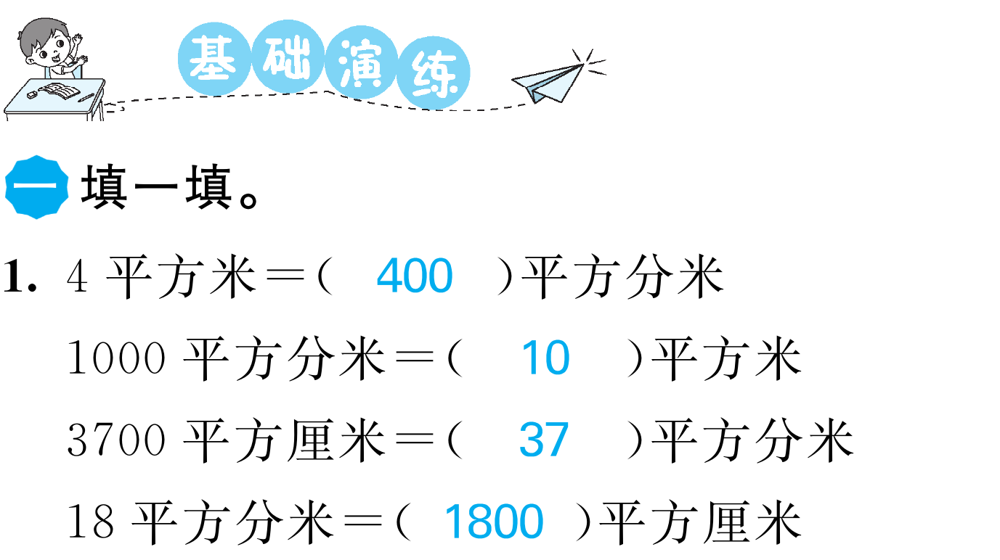 基础演练
一 填一填。
1. 4 平方米=( 400 )平方分米
1000 平方分米=( 10 )平方米
3700 平方厘米=( 37 )平方分米
18 平方分米=( 1800 )平方厘米